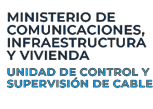 MINISTERIO DE
COMUNICACIONES,
INFRAESTRUCTURA
Y VIVIENDA
UNIDAD DE CONTROL Y
SUPERVISIÓN DE CABLE